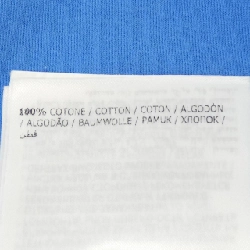 100% COTONE / COTTON / COTON / ALGODÓN
/ ALGODÃO / BAUMWOLLE / PAMUK / ХЛОПОК /
قطن